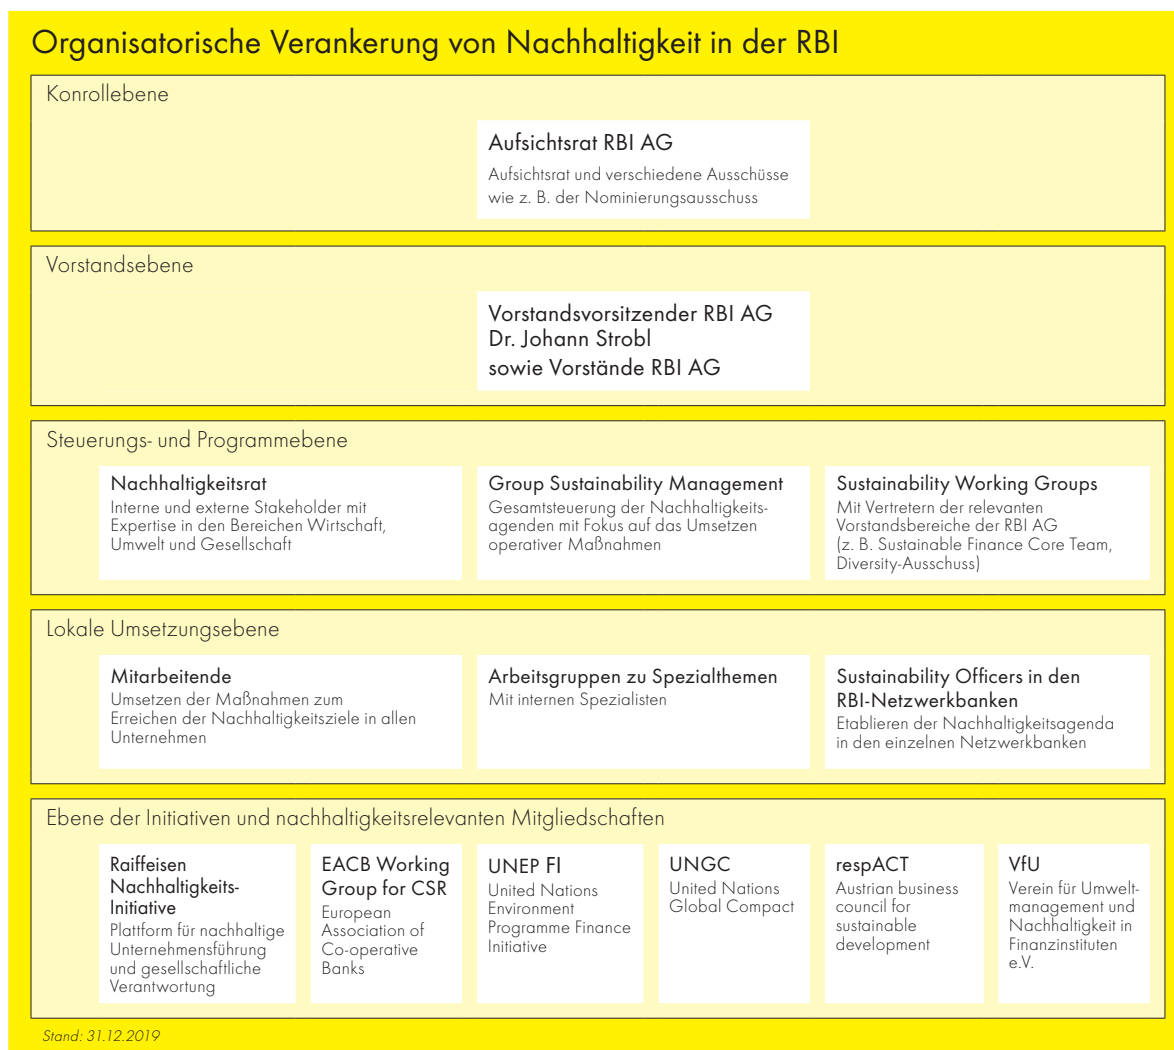 Organisatorische Verankerung von Nachhaltigkeit in der RBI
Konrollebene
Aufsichtsrat RBI AG
Aufsichtsrat und verschiedene Ausschüsse
wie z. B. der Nominierungsausschuss
Vorstandsebene
Vorstandsvorsitzender RBI AG
Dr. Johann Strobl
sowie Vorstände RBI AG
Steuerungs- und Programmebene
Nachhaltigkeitsrat
Interne und externe Stakeholder mit
Expertise in den Bereichen Wirtschaft,
Umwelt und Gesellschaft
Group Sustainability Management
Gesamtsteuerung der Nachhaltigkeits-
agenden mit Fokus auf das Umsetzen
operativer Maßnahmen
Sustainability Working Groups
Mit Vertretern der relevanten
Vorstandsbereiche der RBI AG
(z. B. Sustainable Finance Core Team,
Diversity-Ausschuss)
Lokale Umsetzungsebene
Mitarbeitende
Umsetzen der Maßnahmen zum
Erreichen der Nachhaltigkeitsziele in allen
Unternehmen
Arbeitsgruppen zu Spezialthemen
Mit internen Spezialisten
Sustainability Officers in den
RBI-Netzwerkbanken
Etablieren der Nachhaltigkeitsagenda
in den einzelnen Netzwerkbanken
Ebene der Initiativen und nachhaltigkeitsrelevanten Mitgliedschaften
Raiffeisen
Nachhaltigkeits-
Initiative
Plattform für nachhaltige
Unternehmensführung
und gesellschaftliche
Verantwortung
EACB Working
Group for CSR
European
Association of
Co-operative
Banks
UNEP FI
United Nations
Environment
Programme Finance
Initiative
UNGC
United Nations
Global Compact
respACT
Austrian business
council for
sustainable
development
VfU
Verein für Umwelt-
management und
Nachhaltigkeit in
Finanzinstituten
e.V.
Stand: 31.12.2019